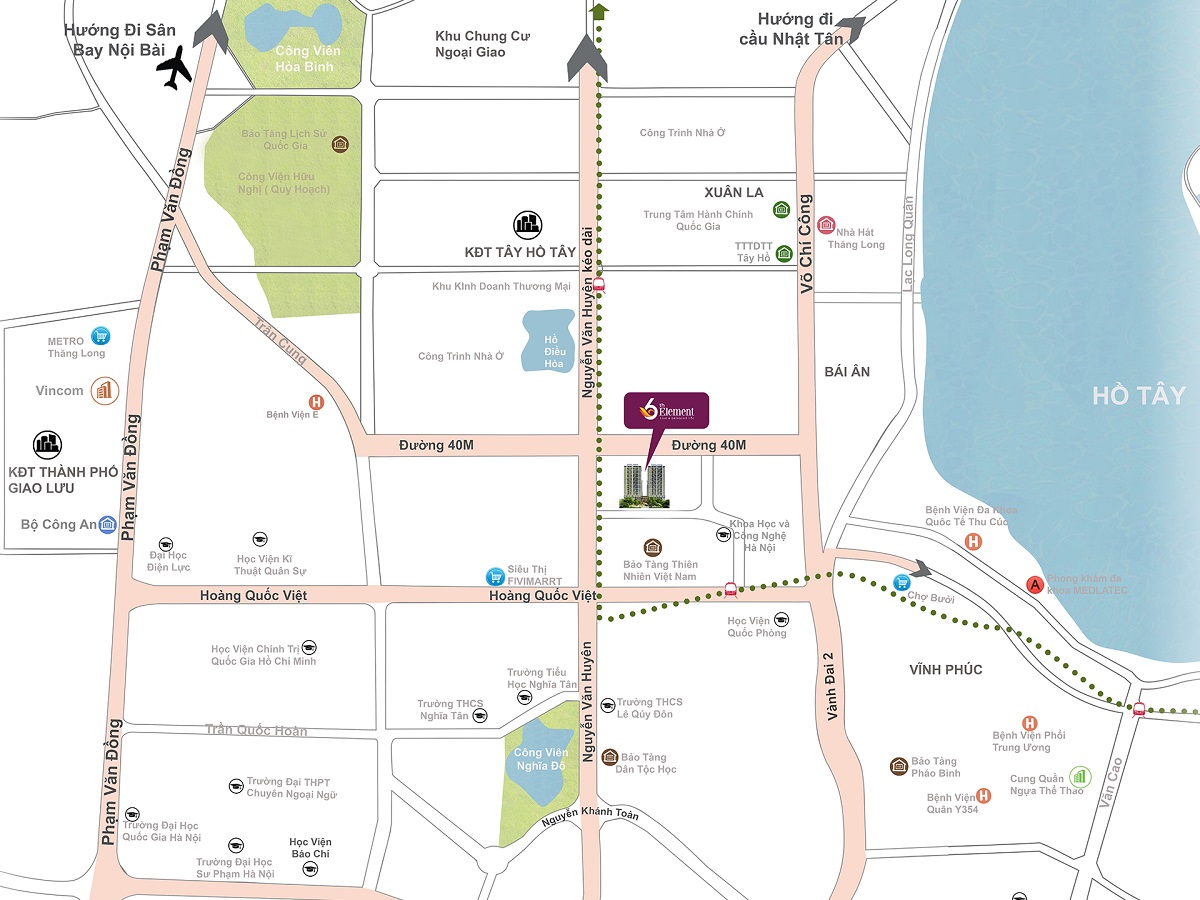 Hướng Đi Sân
Bay Nội Bài
Công Viên
Hòa Bình
Khu Chung Cư
Ngoại Giao
Hướng đi
cầu Nhật Tân
Bảo Tàng Lịch Sử
Quốc Gia
Công Viện Hữu
Nghị ( Quy Hoạch)
Công Trình Nhà Ở
Phạm Văn Đồng
XUÂN LA
Trung Tâm Hành Chính
Quốc Gia
TTTDTT
Tây Hồ
Nhà Hát
Thăng Long
Võ Chí Công
Lạc Long Quân
KĐT TÂY HỒ TÂY
Nguyễn Văn Huyên kéo dài
Khu KInh Doanh Thương Mại
Trần Cung
METRO
Thăng Long
Hồ
Điều
Hòa
Công Trình Nhà Ở
Vincom
BÁI ÂN
HỒ TÂY
Bệnh Viện E
6 th
Element
Đường 40M
Đường 40M
KĐT THÀNH PHỐ
GIAO LƯU
Phạm Văn Đồng
Bộ Công An
Bệnh Viện Đa Khoa
Quốc Tế Thu Cúc
Khoa Học và
Công Nghệ
Hà Nội
Đại Học
Điện Lực
Học Viện Kĩ
Thuật Quân Sự
Bảo Tàng Thiên
Nhiên Việt Nam
Siêu Thị
FIVIMARRT
Phòng khám đa
khoa MEDLATEC
Hoàng Quốc Việt
Hoàng Quốc Việt
Chợ Bưởi
Học Viện
Quốc Phòng
Học Viện Chính Trị
Quốc Gia Hồ Chí Minh
Nguyễn Văn Huyên
Vành Đai 2
VĨNH PHÚC
Trường Tiểu
Học Nghĩa Tân
Trường THCS
Nghĩa Tân
Trường THCS
Lê Qúy Đôn
Trần Quốc Hoàn
Phạm Văn Đồng
Công Viên
Nghĩa Đô
Bảo Tàng
Dân Tộc Học
Bệnh Viện Phổi
Trung Ương
Bảo Tàng
Pháo Binh
Cung Quần
Ngựa Thể Thao
Văn Cao
Bệnh Viện
Quân Y354
Trường Đại THPT
Chuyên Ngoại Ngữ
Nguyễn Khánh Toàn
Trường Đại Học
Quốc Gia Hà Nội
Học Viện
Báo Chí
Trường Đại Học
Sư Phạm Hà Nội